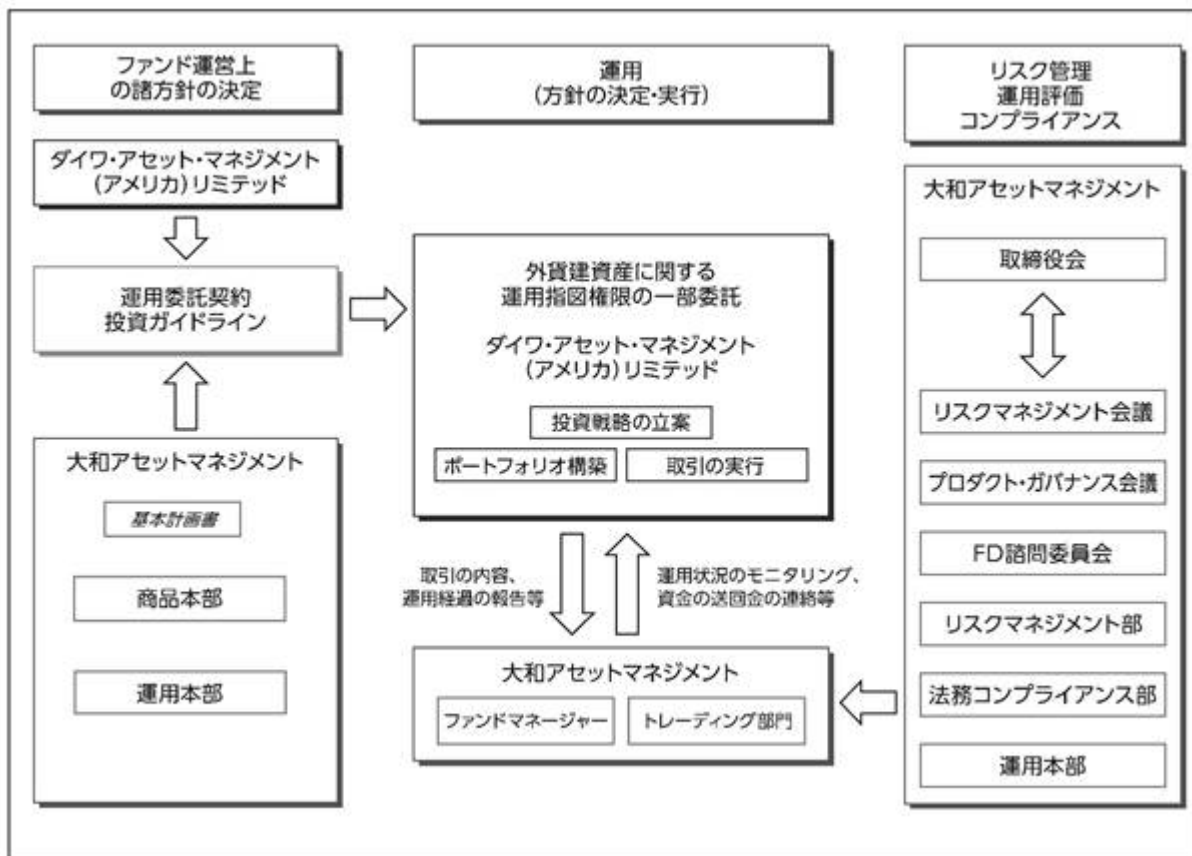 ファンド運営上
の諸方針の決定
ダイワ・アセット・マネジメント
(アメリカ)リミテッド
運用委託契約
投資ガイドライン
大和アセットマネジメント
基本計画書
商品本部
運用本部
運用
(方針の決定・実行)
外貨建資産に関する
運用指図権限の一部委託
ダイワ・アセット・マネジメント
(アメリカ)リミテッド
投資戦略の立案
ポートフォリオ構築
取引の実行
取引の内容、
運用経過の報告等
運用状況のモニタリング、
資金の送回金の連絡等
大和アセットマネジメント
ファンドマネージャー
トレーディング部門
リスク管理
運用評価
コンプライアンス
大和アセットマネジメント
取締役会
リスクマネジメント会議
プロダクト・ガバナンス会議
FD諮問委員会
リスクマネジメント部
法務コンプライアンス部
運用本部